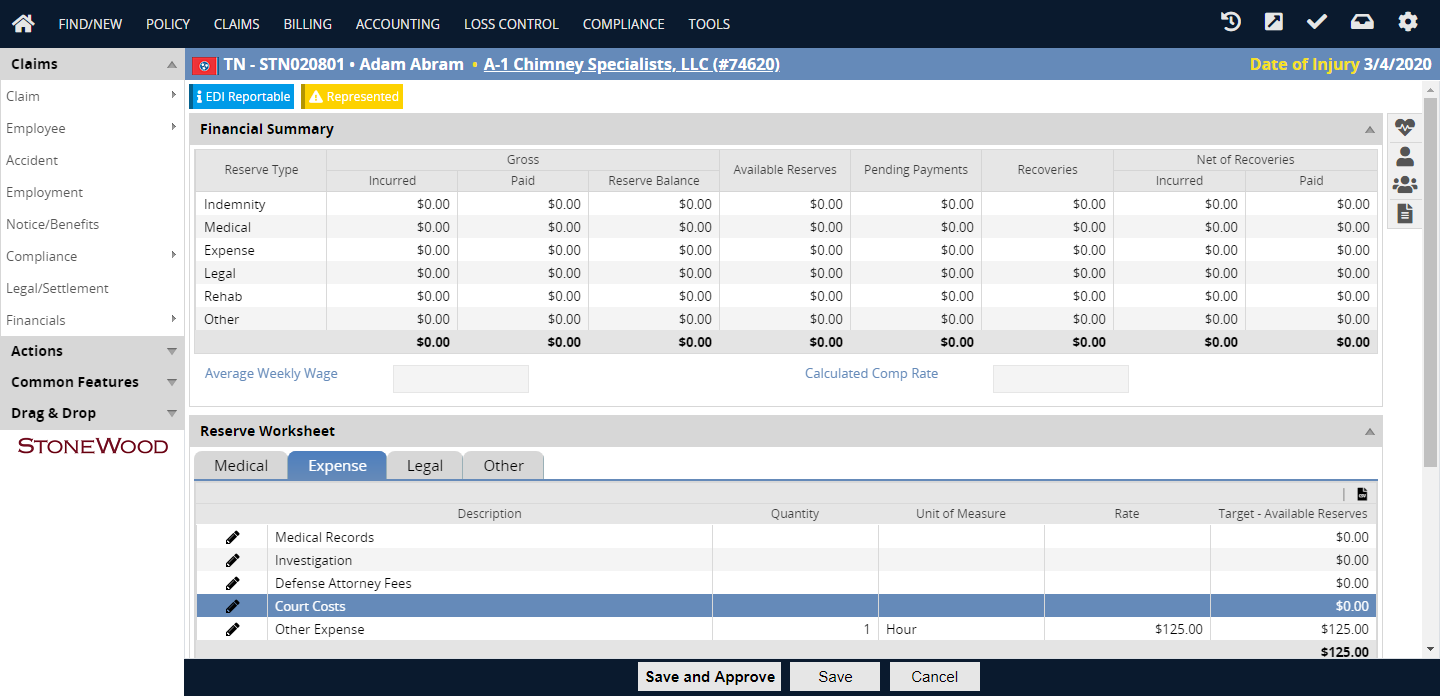 FIND/NEW POLICY CLAIMS BILLING ACCOUNTING LOSS CONTROL COMPLIANCE TOOLS
Claims
Claim
Employee
Accident
Employment
Notice/Benefits
Compliance
Legal/Settlement
Financials
Actions
Common Features
Drag & Drop
STONEWOOD
TN - STN020801 • Adam Abram • A-1 Chimney Specialists, LLC (#74620) Date of Injury 3/4/2020
EDI Reportable Represented
Financial Summary
Reserve Type Gross Available Reserves Pending Payments Recoveries Net of Recoveries
Incurred Paid Reserve Balance Incurred Paid
Indemnity $0.00 $0.00 $0.00 $0.00 $0.00 $0.00 $0.00 $0.00
Medical $0.00 $0.00 $0.00 $0.00 $0.00 $0.00 $0.00 $0.00
Expense $0.00 $0.00 $0.00 $0.00 $0.00 $0.00 $0.00 $0.00
Legal $0.00 $0.00 $0.00 $0.00 $0.00 $0.00 $0.00 $0.00
Rehab $0.00 $0.00 $0.00 $0.00 $0.00 $0.00 $0.00 $0.00
Other $0.00 $0.00 $0.00 $0.00 $0.00 $0.00 $0.00 $0.00
$0.00 $0.00 $0.00 $0.00 $0.00 $0.00 $0.00 $0.00
Average Weekly Wage Calculated Comp Rate
Reserve Worksheet
Medical Expense Legal Other
Description Quantity Unit of Measure Rate Target - Available Reserves
Medical Records $0.00
Investigation $0.00
Defense Attorney Fees $0.00
Court Costs $0.00
Other Expense 1 Hour $125.00 $125.00
$125.00
Save and Approve Save Cancel